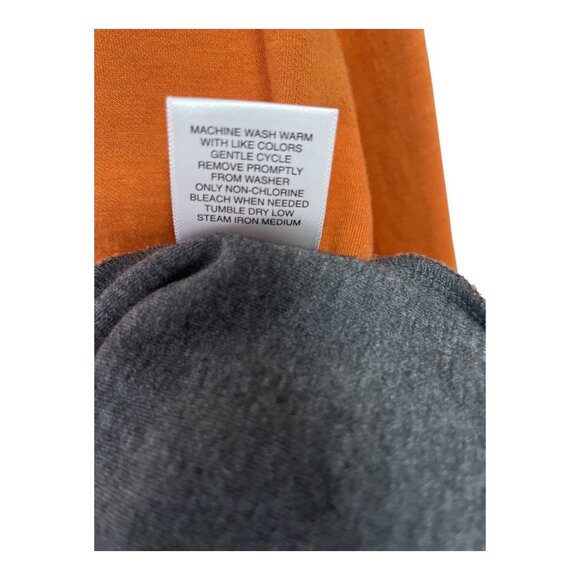 MACHINE WASH WARM
WITH LIKE COLORS
GENTLE CYCLE
REMOVE PROMPTLY
FROM WASHER
ONLY NON-CHLORINE
BLEACH WHEN NEEDED
TUMBLE DRY LOW
STEAM IRON MEDIUM